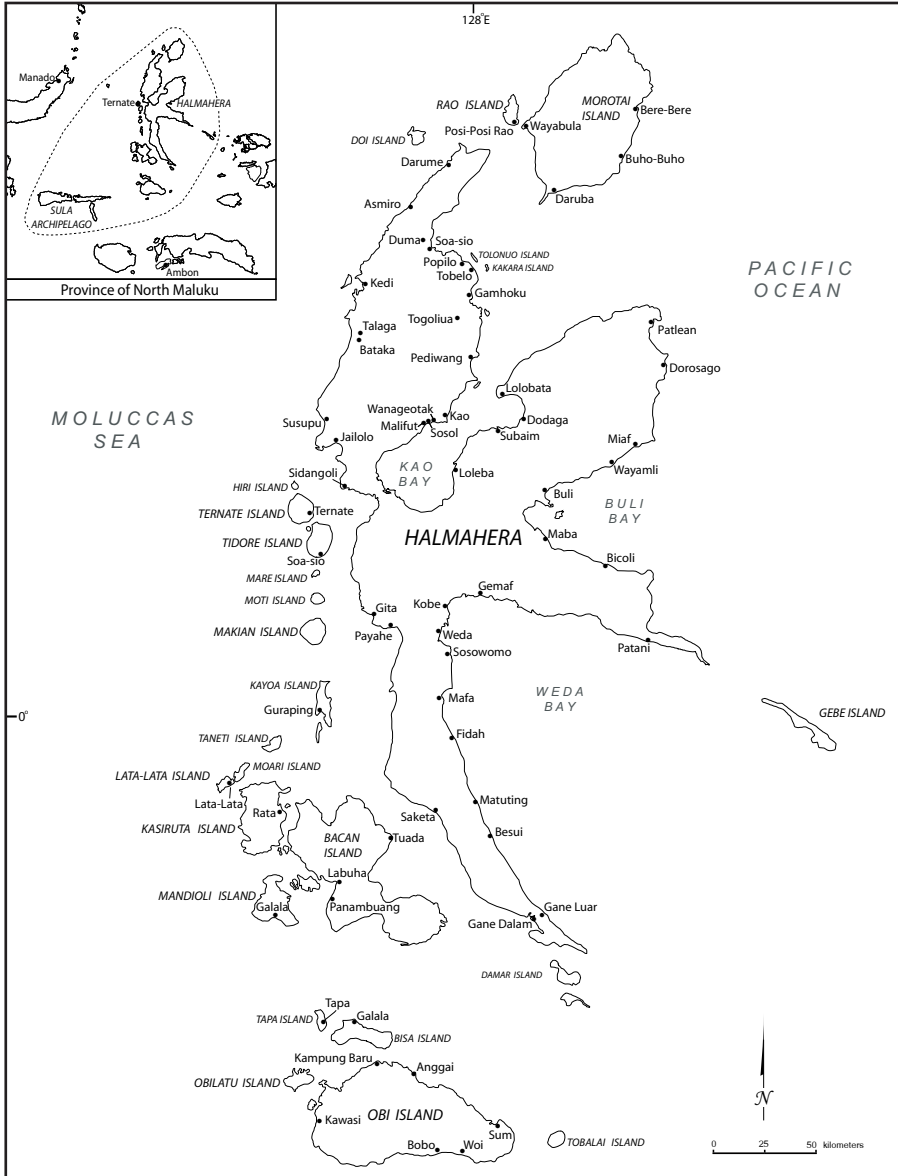 128°E
Manado
Ternate
HALMAHERA
SULA
ARCHIPELAGO
Ambon
Province of North Maluku
RAO ISLAND
MOROTAI
ISLAND
Bere-Bere
Posi-Posi Rao
Wayabula
DOI ISLAND
Darume
Buho-Buho
Daruba
Asmiro
Duma
Soa-sio
Popilo
TOLONUO ISLAND
Tobelo
KAKARA ISLAND
PACIFIC
OCEAN
Kedi
Gamhoku
Togoliua
Talaga
Bataka
Patlean
Pediwang
Dorosago
Lolobata
MOLUCCAS
SEA
Wanageotak
Kao
Susupu
Malifut
Sosol
Dodaga
Subaim
Jailolo
Miaf
KAO
BAY
Loleba
Wayamli
Sidangoli
HIRI ISLAND
Buli
BULI
BAY
TERNATE ISLAND
Ternate
TIDORE ISLAND
HALMAHERA
Maba
Soa-sio
Bicoli
MARE ISLAND
Gemaf
MOTI ISLAND
Kobe
Gita
MAKIAN ISLAND
Payahe
Weda
Patani
Sosowomo
KAYOA ISLAND
WEDA
BAY
Mafa
Guraping
0°
GEBE ISLAND
TANETI ISLAND
Fidah
MOARI ISLAND
LATA-LATA ISLAND
Lata-Lata
Rata
Matuting
Saketa
KASIRUTA ISLAND
BACAN
ISLAND
Tuada
Besui
Labuha
MANDIOLI ISLAND
Galala
Panambuang
Gane Luar
Gane Dalam
DAMAR ISLAND
Tapa
TAPA ISLAND
Galala
BISA ISLAND
Kampung Baru
Anggai
OBILATU ISLAND
OBI ISLAND
Kawasi
Sum
Bobo
Woi
TOBALAI ISLAND
N
0 25 50 kilometers